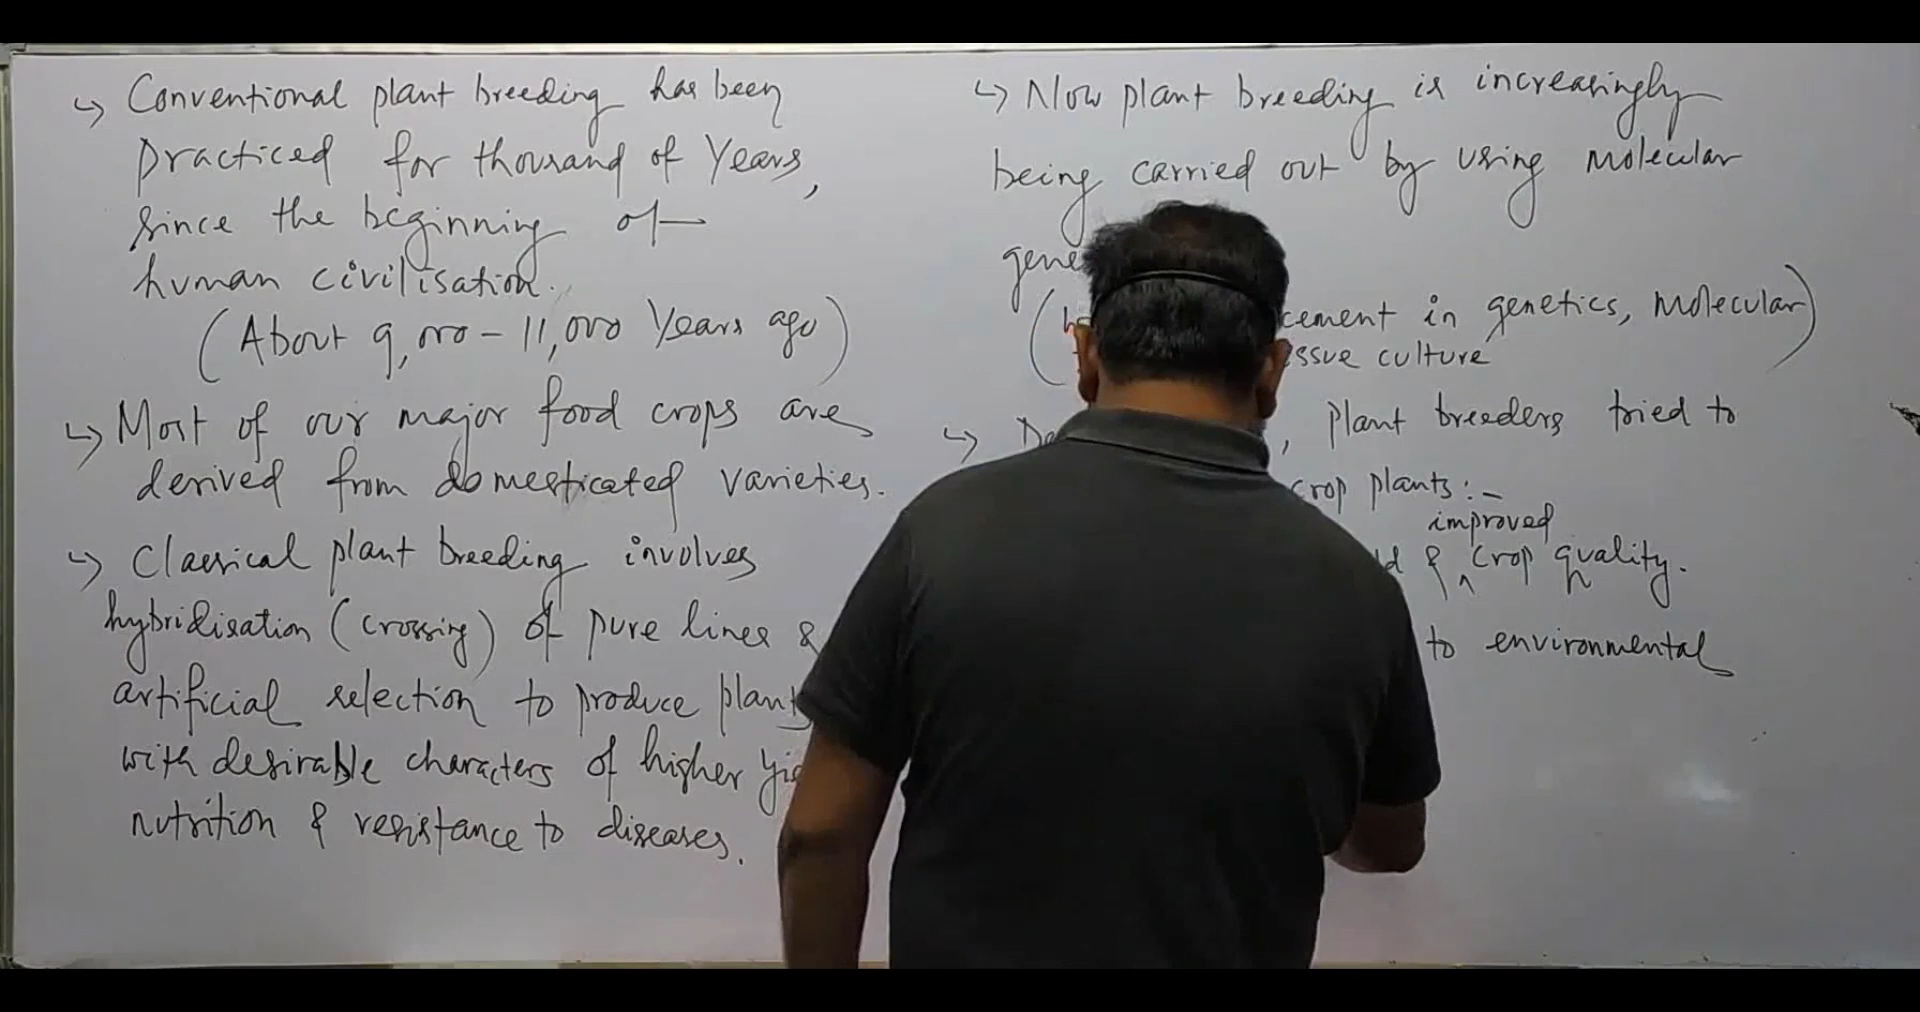 ↳ Conventional plant breeding has been
practiced for thousand of Years,
since the beginning of
human civilisation.
(About 9,000 - 11,000 Years ago)
↳ Most of our major food crops are
derived from domesticated varieties.
↳ Classical plant breeding involves
hybridisation (crossing) of pure lines &
artificial selection to produce plants
with desirable characters of higher
nutrition & resistance to diseases.
↳ Now plant breeding is increasingly
being carried out by using molecular
in genetics, molecular)
culture
↳ , plant breeders tried to
crop plants :-
improved
& ^ crop quality.
to environmental